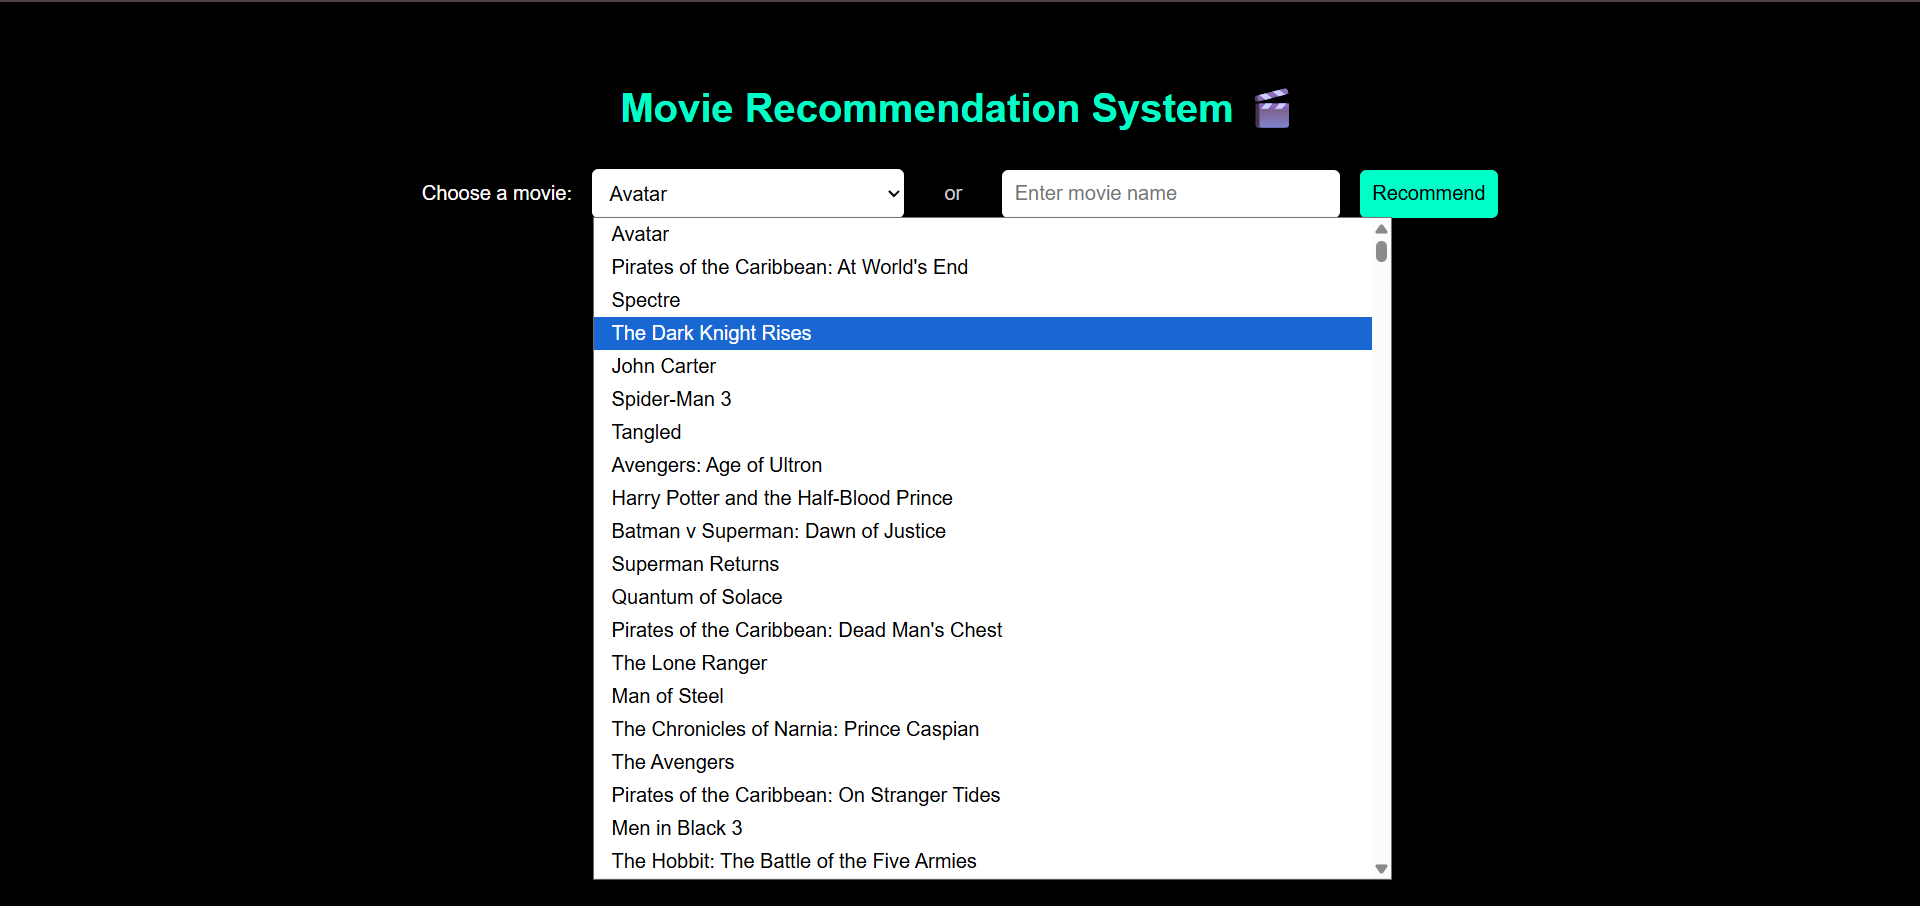 Movie Recommendation System
Choose a movie: Avatar or Enter movie name Recommend
Avatar
Pirates of the Caribbean: At World's End
Spectre
The Dark Knight Rises
John Carter
Spider-Man 3
Tangled
Avengers: Age of Ultron
Harry Potter and the Half-Blood Prince
Batman v Superman: Dawn of Justice
Superman Returns
Quantum of Solace
Pirates of the Caribbean: Dead Man's Chest
The Lone Ranger
Man of Steel
The Chronicles of Narnia: Prince Caspian
The Avengers
Pirates of the Caribbean: On Stranger Tides
Men in Black 3
The Hobbit: The Battle of the Five Armies